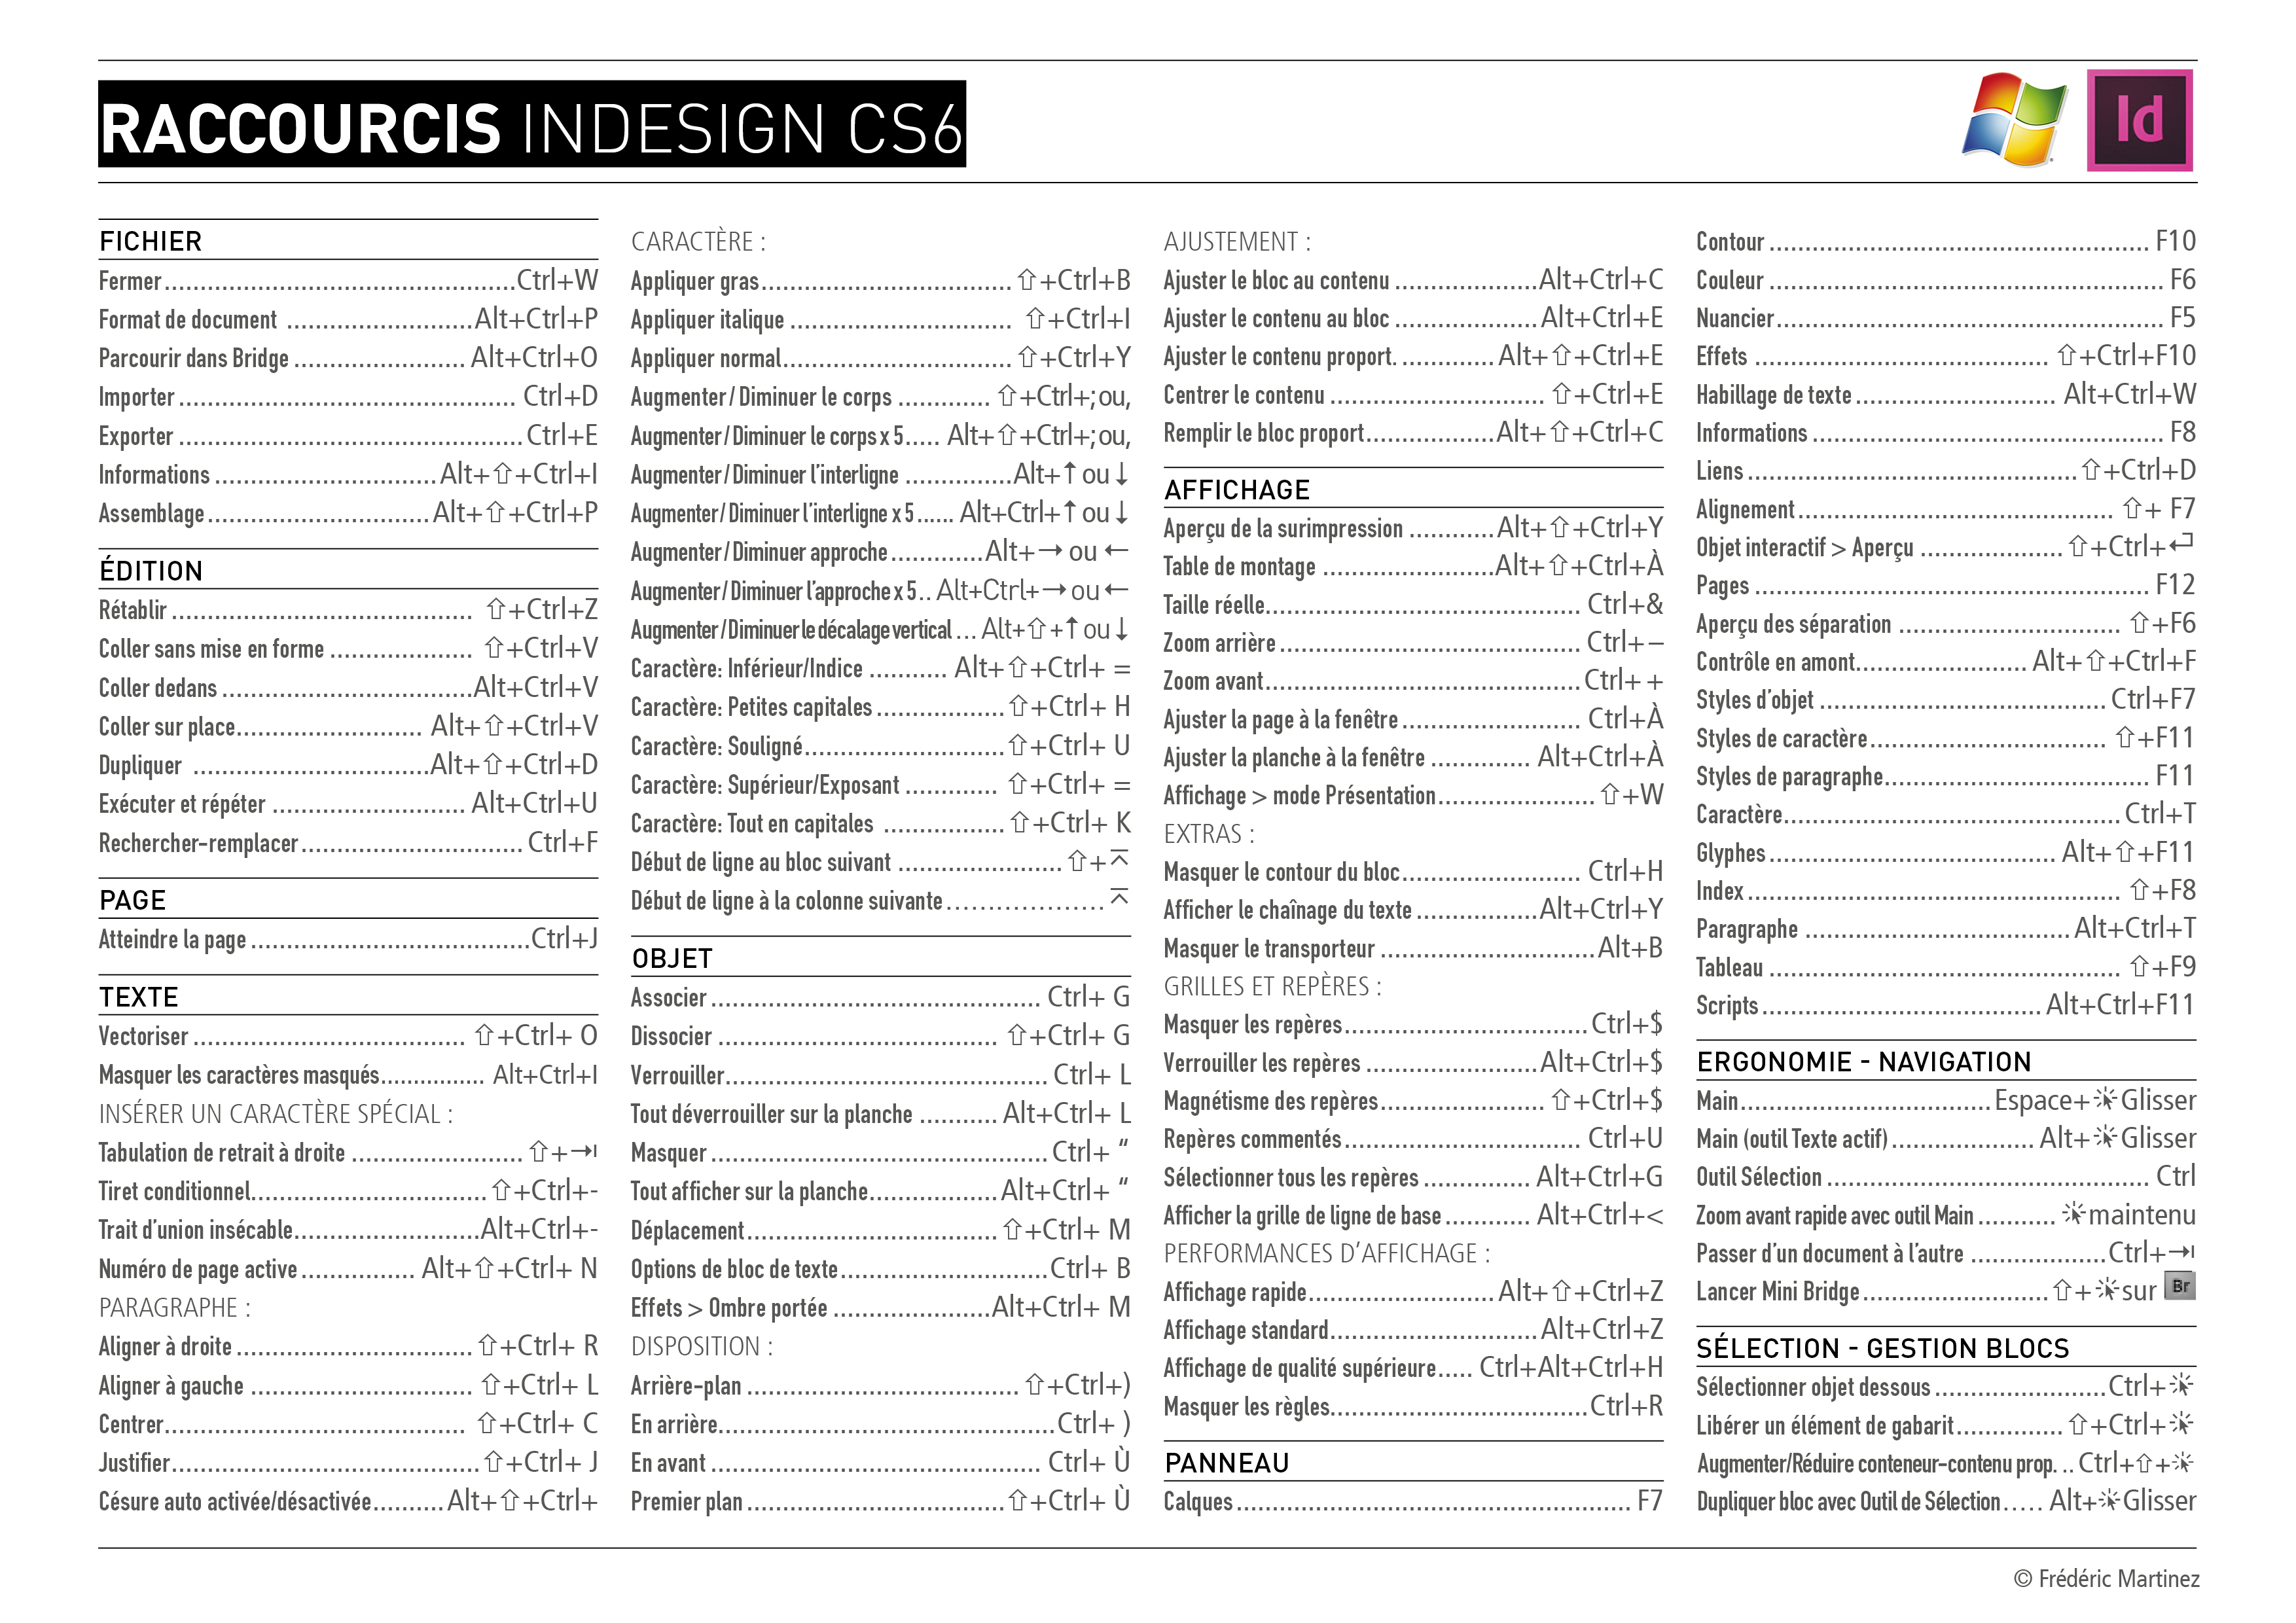 RACCOURCIS INDESIGN CS6
Id
FICHIER
Fermer Ctrl+W
Format de document Alt+Ctrl+P
Parcourir dans Bridge Alt+Ctrl+O
Importer Ctrl+D
Exporter Ctrl+E
Informations Alt+⇧+Ctrl+I
Assemblage Alt+⇧+Ctrl+P
ÉDITION
Rétablir ⇧+Ctrl+Z
Coller sans mise en forme ⇧+Ctrl+V
Coller dedans Alt+Ctrl+V
Coller sur place Alt+⇧+Ctrl+V
Dupliquer Alt+⇧+Ctrl+D
Exécuter et répéter Alt+Ctrl+U
Rechercher-remplacer Ctrl+F
PAGE
Atteindre la page Ctrl+J
TEXTE
Vectoriser ⇧+Ctrl+ O
Masquer les caractères masqués Alt+Ctrl+I
INSÉRER UN CARACTÈRE SPÉCIAL :
Tabulation de retrait à droite ⇧+⇥
Tiret conditionnel ⇧+Ctrl+-
Trait d'union insécable Alt+Ctrl+-
Numéro de page active Alt+⇧+Ctrl+ N
PARAGRAPHE :
Aligner à droite ⇧+Ctrl+ R
Aligner à gauche ⇧+Ctrl+ L
Centrer ⇧+Ctrl+ C
Justifier ⇧+Ctrl+ J
Césure auto activée/désactivée Alt+⇧+Ctrl+
CARACTÈRE :
Appliquer gras ⇧+Ctrl+B
Appliquer italique ⇧+Ctrl+I
Appliquer normal ⇧+Ctrl+Y
Augmenter/ Diminuer le corps ⇧+Ctrl+;ou,
Augmenter/ Diminuer le corps x 5 Alt+⇧+Ctrl+;ou,
Augmenter/ Diminuer l'interligne Alt+↑ ou ↓
Augmenter/ Diminuer l'interligne x 5 Alt+Ctrl+↑ ou ↓
Augmenter/ Diminuer approche Alt+→ ou ←
Augmenter/ Diminuer l'approche x 5 Alt+Ctrl+→ ou ←
Augmenter/ Diminuer le décalage vertical Alt+⇧+↑ ou ↓
Caractère: Inférieur/Indice Alt+⇧+Ctrl+ =
Caractère: Petites capitales ⇧+Ctrl+ H
Caractère: Souligné ⇧+Ctrl+ U
Caractère: Supérieur/Exposant ⇧+Ctrl+ =
Caractère: Tout en capitales ⇧+Ctrl+ K
Début de ligne au bloc suivant ⇧+⌅
Début de ligne à la colonne suivante ⌅
OBJET
Associer Ctrl+ G
Dissocier ⇧+Ctrl+ G
Verrouiller Ctrl+ L
Tout déverrouiller sur la planche Alt+Ctrl+ L
Masquer Ctrl+ “
Tout afficher sur la planche Alt+Ctrl+ “
Déplacement ⇧+Ctrl+ M
Options de bloc de texte Ctrl+ B
Effets > Ombre portée Alt+Ctrl+ M
DISPOSITION :
Arrière-plan ⇧+Ctrl+)
En arrière Ctrl+ )
En avant Ctrl+ Ù
Premier plan ⇧+Ctrl+ Ù
AJUSTEMENT :
Ajuster le bloc au contenu Alt+Ctrl+C
Ajuster le contenu au bloc Alt+Ctrl+E
Ajuster le contenu proport. Alt+⇧+Ctrl+E
Centrer le contenu ⇧+Ctrl+E
Remplir le bloc proport. Alt+⇧+Ctrl+C
AFFICHAGE
Aperçu de la surimpression Alt+⇧+Ctrl+Y
Table de montage Alt+⇧+Ctrl+À
Taille réelle Ctrl+&
Zoom arrière Ctrl+–
Zoom avant Ctrl+ +
Ajuster la page à la fenêtre Ctrl+À
Ajuster la planche à la fenêtre Alt+Ctrl+À
Affichage > mode Présentation ⇧+W
EXTRAS :
Masquer le contour du bloc Ctrl+H
Afficher le chaînage du texte Alt+Ctrl+Y
Masquer le transporteur Alt+B
GRILLES ET REPÈRES :
Masquer les repères Ctrl+$
Verrouiller les repères Alt+Ctrl+$
Magnétisme des repères ⇧+Ctrl+$
Repères commentés Ctrl+U
Sélectionner tous les repères Alt+Ctrl+G
Afficher la grille de ligne de base Alt+Ctrl+<
PERFORMANCES D'AFFICHAGE :
Affichage rapide Alt+⇧+Ctrl+Z
Affichage standard Alt+Ctrl+Z
Affichage de qualité supérieure Ctrl+Alt+Ctrl+H
Masquer les règles Ctrl+R
PANNEAU
Calques F7
Contour F10
Couleur F6
Nuancier F5
Effets ⇧+Ctrl+F10
Habillage de texte Alt+Ctrl+W
Informations F8
Liens ⇧+Ctrl+D
Alignement ⇧+ F7
Objet interactif > Aperçu ⇧+Ctrl+↵
Pages F12
Aperçu des séparation ⇧+F6
Contrôle en amont Alt+⇧+Ctrl+F
Styles d'objet Ctrl+F7
Styles de caractère ⇧+F11
Styles de paragraphe F11
Caractère Ctrl+T
Glyphes Alt+⇧+F11
Index ⇧+F8
Paragraphe Alt+Ctrl+T
Tableau ⇧+F9
Scripts Alt+Ctrl+F11
ERGONOMIE - NAVIGATION
Main Espace+Glisser
Main (outil Texte actif) Alt+Glisser
Outil Sélection Ctrl
Zoom avant rapide avec outil Main maintenu
Passer d'un document à l'autre Ctrl+⇥
Lancer Mini Bridge ⇧+sur Br
SÉLECTION - GESTION BLOCS
Sélectionner objet dessous Ctrl+
Libérer un élément de gabarit ⇧+Ctrl+
Augmenter/Réduire conteneur-contenu prop. Ctrl+⇧+
Dupliquer bloc avec Outil de Sélection Alt+Glisser
© Frédéric Martinez